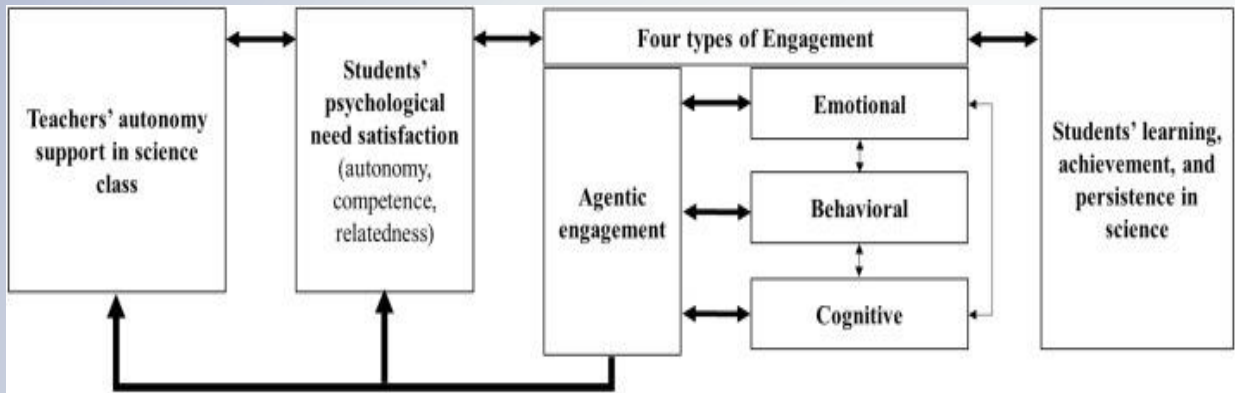 Teachers’ autonomy
support in science
class
Students’
psychological
need satisfaction
(autonomy,
competence,
relatedness)
Four types of Engagement
Agentic
engagement
Emotional
Behavioral
Cognitive
Students’ learning,
achievement, and
persistence in
science